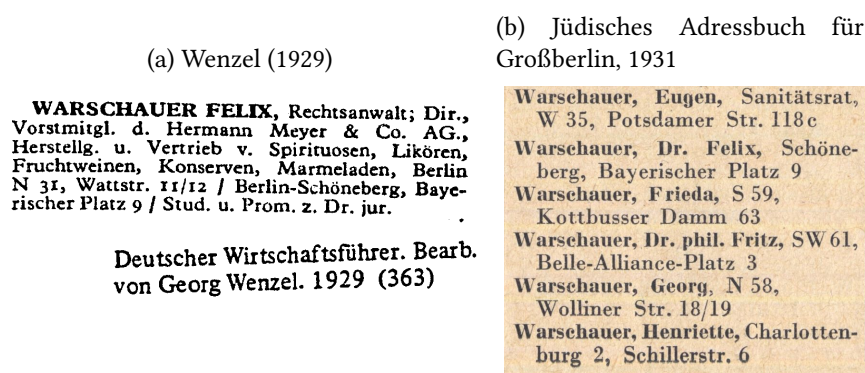 (a) Wenzel (1929)
WARSCHAUER FELIX, Rechtsanwalt; Dir.,
Vorstmitgl. d. Hermann Meyer & Co. AG.,
Herstellg. u. Vertrieb v. Spirituosen, Likören,
Fruchtweinen, Konserven, Marmeladen, Berlin
N 31, Wattstr. 11/12 / Berlin-Schöneberg, Baye-
rischer Platz 9 / Stud. u. Prom. z. Dr. jur.
Deutscher Wirtschaftsführer. Bearb.
von Georg Wenzel. 1929 (363)
(b) Jüdisches Adressbuch für
Großberlin, 1931
Warschauer, Eugen, Sanitätsrat,
W 35, Potsdamer Str. 118c
Warschauer, Dr. Felix, Schöne-
berg, Bayerischer Platz 9
Warschauer, Frieda, S 59,
Kottbusser Damm 63
Warschauer, Dr. phil. Fritz, SW 61,
Belle-Alliance-Platz 3
Warschauer, Georg, N 58,
Wolliner Str. 18/19
Warschauer, Henriette, Charlotten-
burg 2, Schillerstr. 6